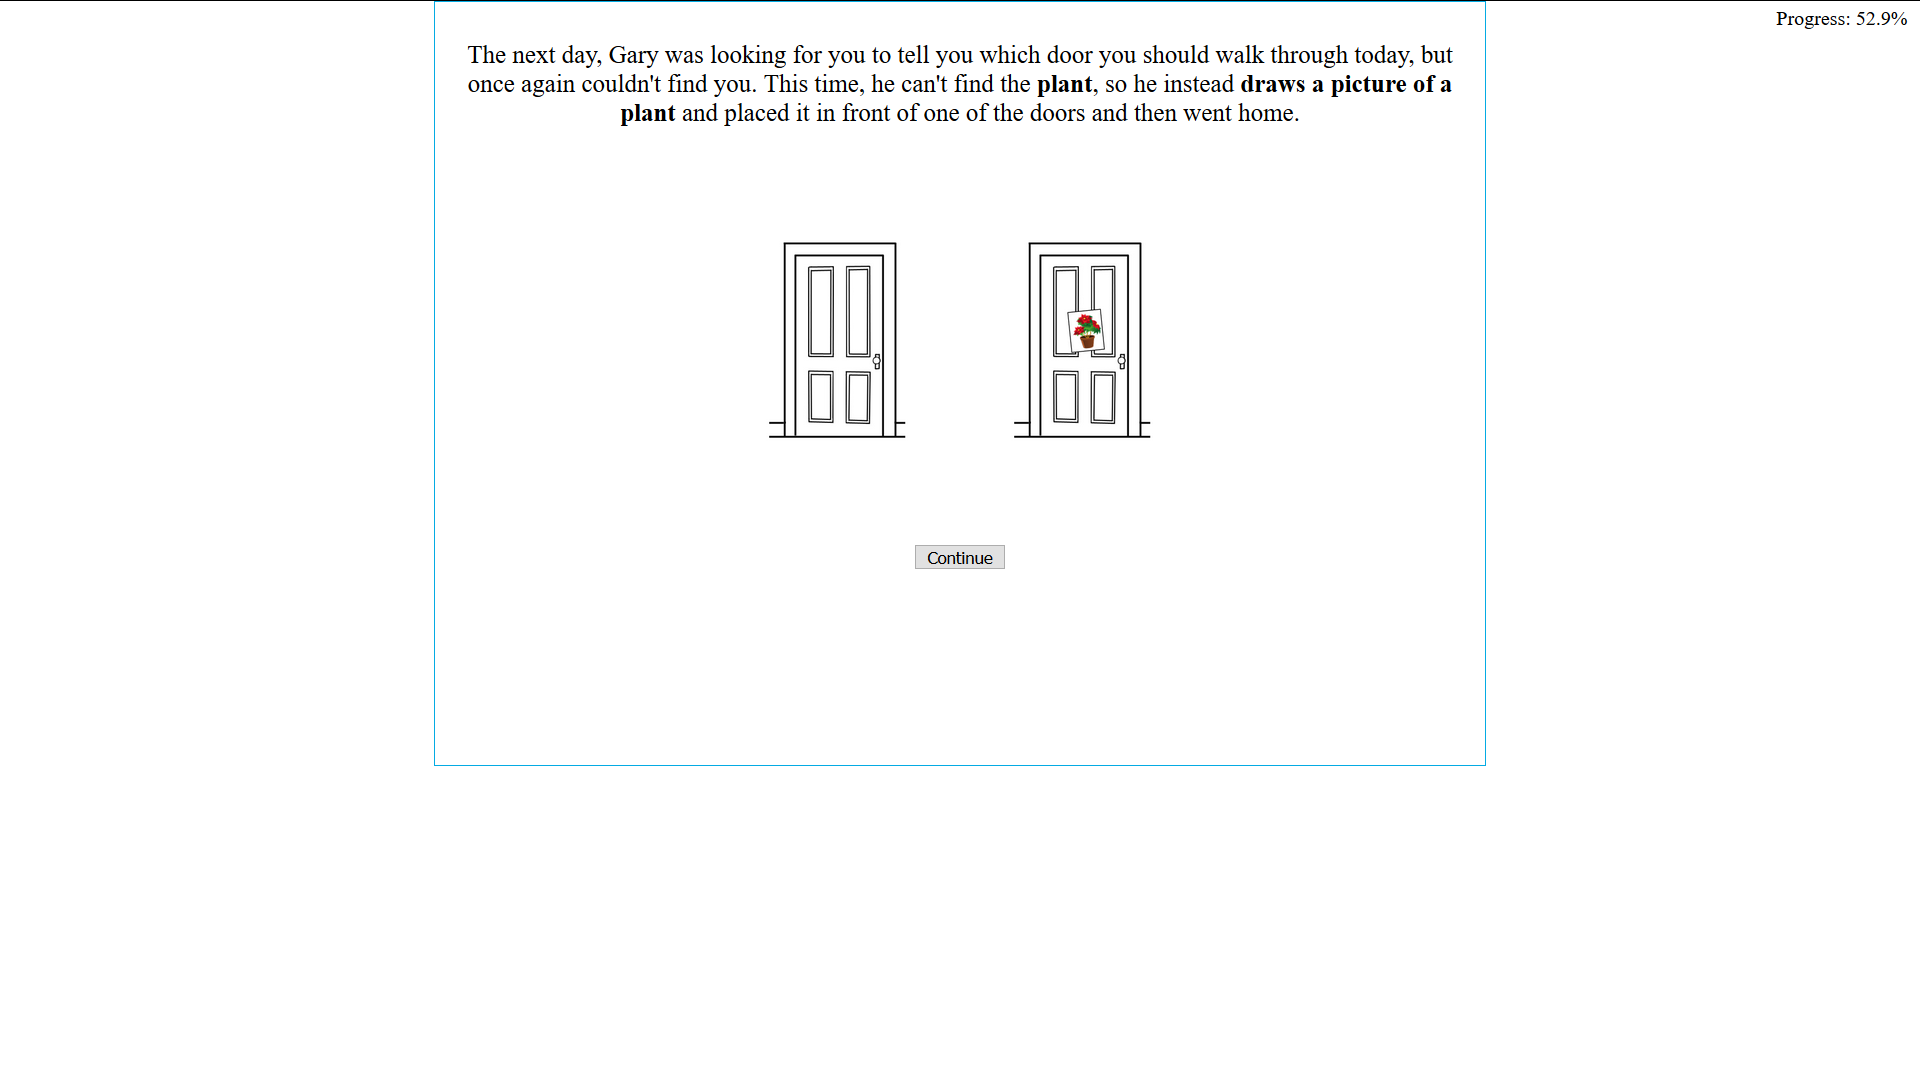 Progress: 52.9%
The next day, Gary was looking for you to tell you which door you should walk through today, but
once again couldn't find you. This time, he can't find the plant, so he instead draws a picture of a
plant and placed it in front of one of the doors and then went home.
Continue